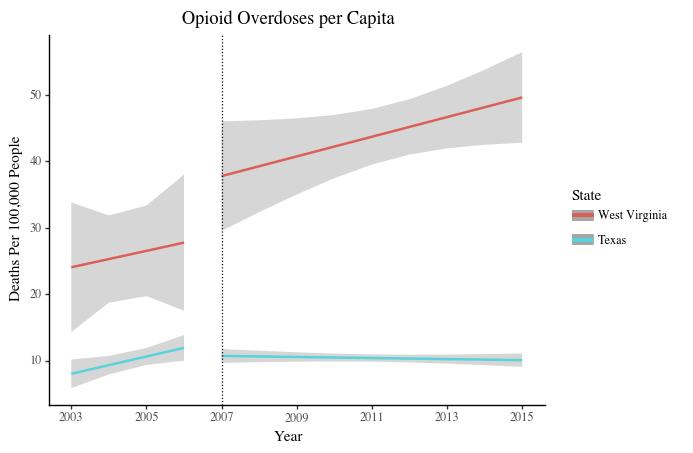 Opioid Overdoses per Capita
Deaths Per 100,000 People
50
40
30
20
10
2003
2005
2007
2009
2011
2013
2015
Year
State
West Virginia
Texas